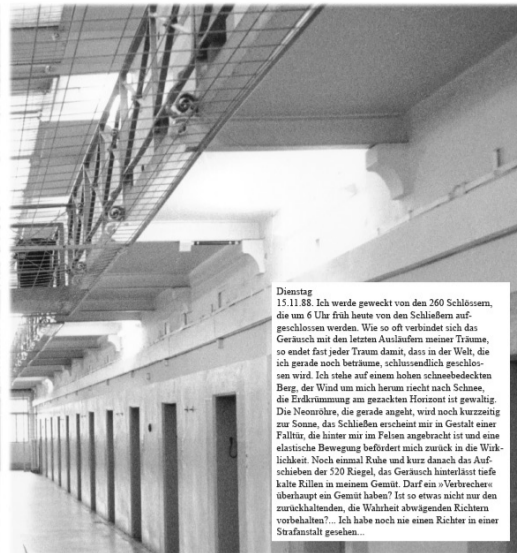 Dienstag
15.11.88. Ich werde geweckt von den 260 Schlössern,
die um 6 Uhr früh heute von den Schließern auf-
geschlossen werden. Wie so oft verbindet sich das
Geräusch mit den letzten Ausläufern meiner Träume,
so endet fast jeder Traum damit, dass in der Welt, die
ich gerade noch beträume, schlussendlich geschlos-
sen wird. Ich stehe auf einem hohen schneebedeckten
Berg, der Wind um mich herum riecht nach Schnee,
die Erdkrümmung am gezackten Horizont ist gewaltig.
Die Neonröhre, die gerade angeht, wird noch kurzzeitig
zur Sonne, das Schließen erscheint mir in Gestalt einer
Falltür, die hinter mir im Felsen angebracht ist und eine
elastische Bewegung befördert mich zurück in die Wirk-
lichkeit. Noch einmal Ruhe und kurz danach das Auf-
schieben der 520 Riegel, das Geräusch hinterlässt tiefe
kalte Rillen in meinem Gemüt. Darf ein »Verbrecher«
überhaupt ein Gemüt haben? Ist so etwas nicht nur den
zurückhaltenden, die Wahrheit abwägenden Richtern
vorbehalten?... Ich habe noch nie einen Richter in einer
Strafanstalt gesehen...